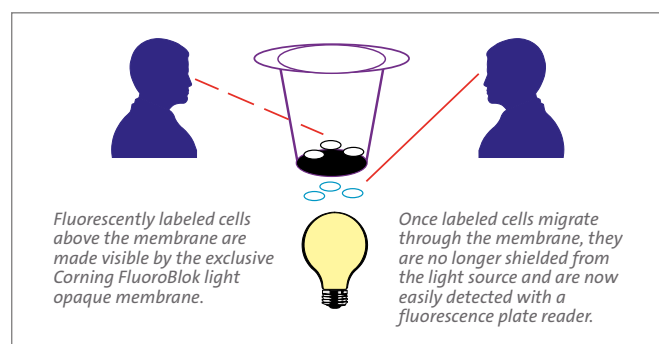 Fluorescently labeled cells
above the membrane are
made visible by the exclusive
Corning FluoroBlok light
opaque membrane.
Once labeled cells migrate
through the membrane, they
are no longer shielded from
the light source and are now
easily detected with a
fluorescence plate reader.